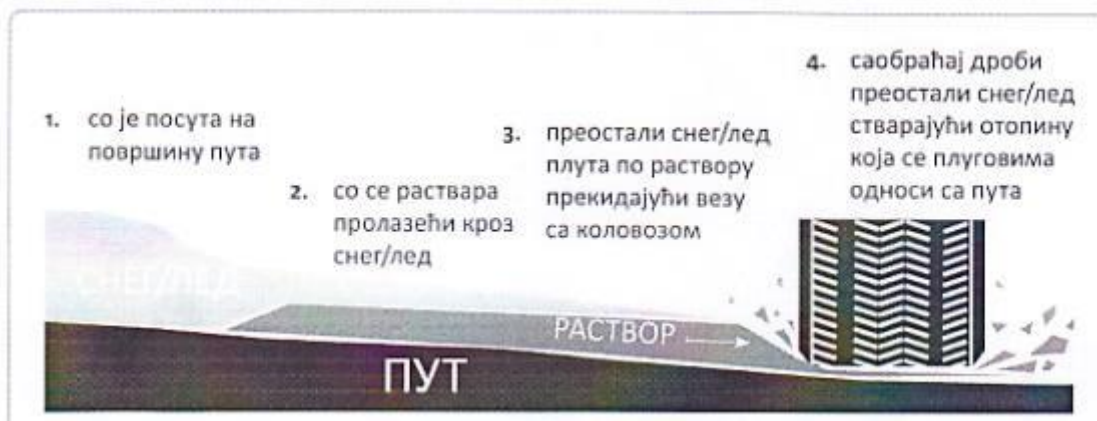 1. со је посута на
површину пута
2. со се раствара
пролазећи кроз
снег/лед
3. преостали снег/лед
плута по раствору
прекидајући везу
са коловозом
4. саобраћај дроби
преостали снег/лед
стварајући отопину
која се плуговима
односи са пута
СНЕГ/ЛЕД
РАСТВОР
ПУТ